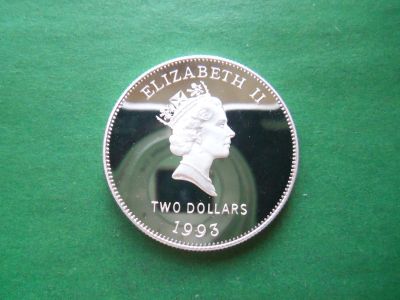 ELIZABETH II
TWO DOLLARS
1993